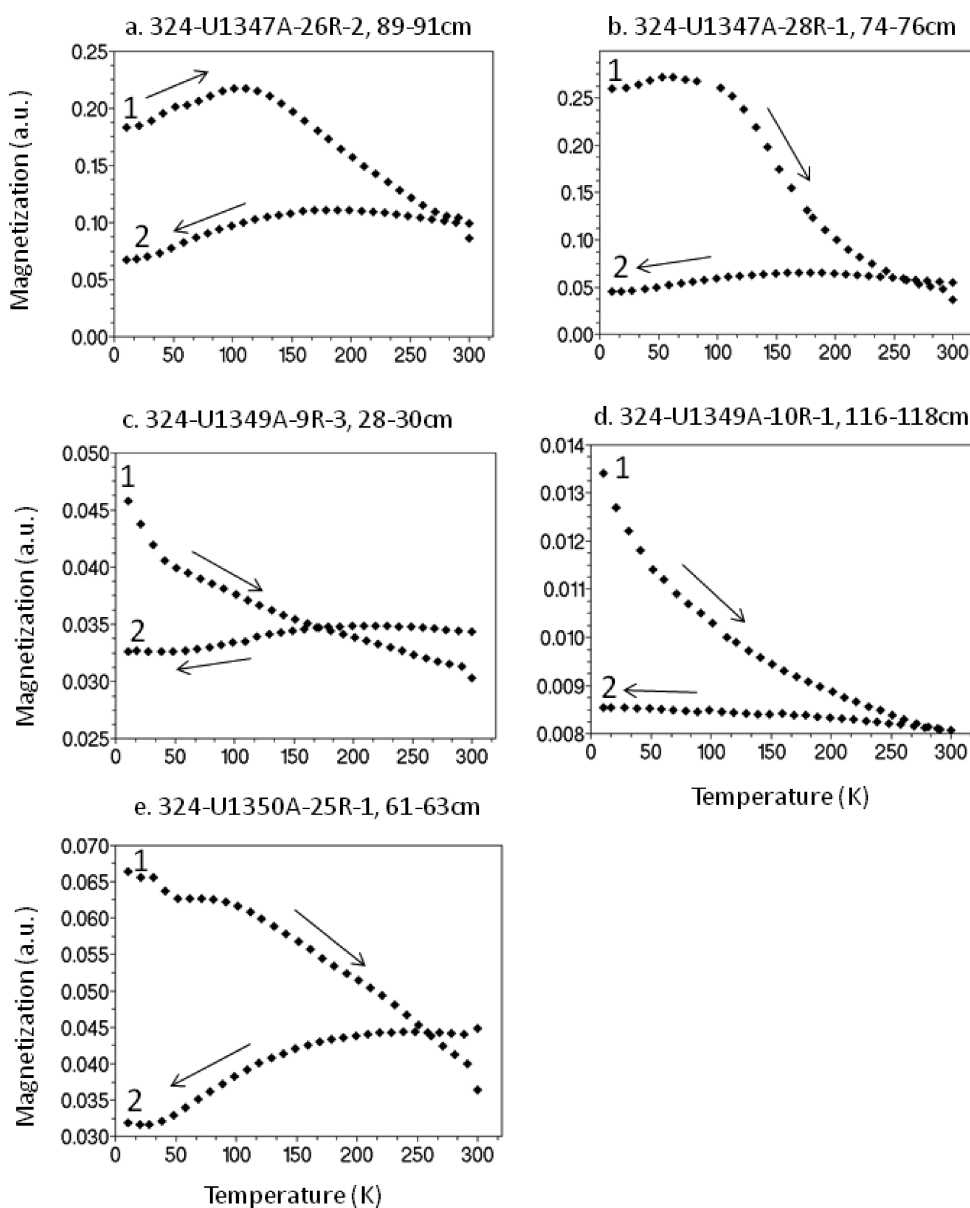 a. 324-U1347A-26R-2, 89-91cm
b. 324-U1347A-28R-1, 74-76cm
Magnetization (a.u.)
0.25
0.20
0.15
0.10
0.05
0.00
1
2
0 50 100 150 200 250 300
0.25
0.20
0.15
0.10
0.05
0.00
1
2
0 50 100 150 200 250 300
c. 324-U1349A-9R-3, 28-30cm
d. 324-U1349A-10R-1, 116-118cm
Magnetization (a.u.)
0.050
0.045
0.040
0.035
0.030
0.025
1
2
0 50 100 150 200 250 300
0.014
0.013
0.012
0.011
0.010
0.009
0.008
1
2
0 50 100 150 200 250 300
Temperature (K)
e. 324-U1350A-25R-1, 61-63cm
Magnetization (a.u.)
0.070
0.065
0.060
0.055
0.050
0.045
0.040
0.035
0.030
1
2
0 50 100 150 200 250 300
Temperature (K)